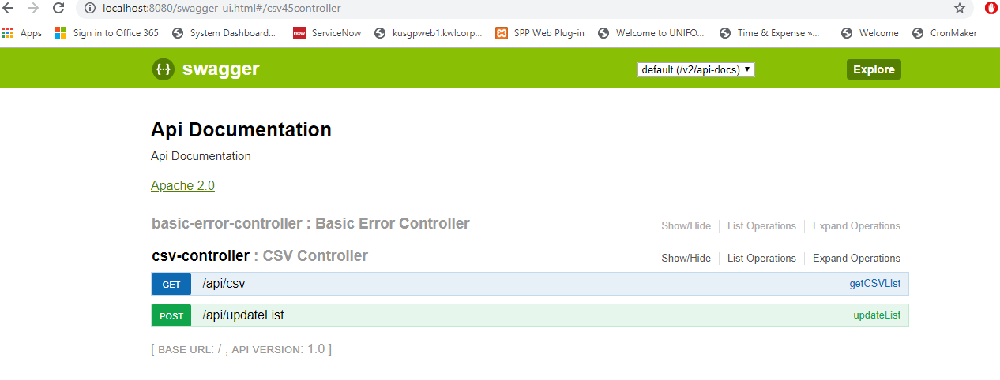 localhost:8080/swagger-ui.html#/csv45controller
Apps Sign in to Office 365 System Dashboard... now ServiceNow kusgpweb1.kwlcorp... SPP Web Plug-in Welcome to UNIFO... Time & Expense »... Welcome CronMaker
{··} swagger default (/v2/api-docs) Explore
Api Documentation
Api Documentation
Apache 2.0
basic-error-controller : Basic Error Controller Show/Hide List Operations Expand Operations
csv-controller : CSV Controller Show/Hide List Operations Expand Operations
GET /api/csv getCSVList
POST /api/updateList updateList
[ BASE URL: / , API VERSION: 1.0 ]